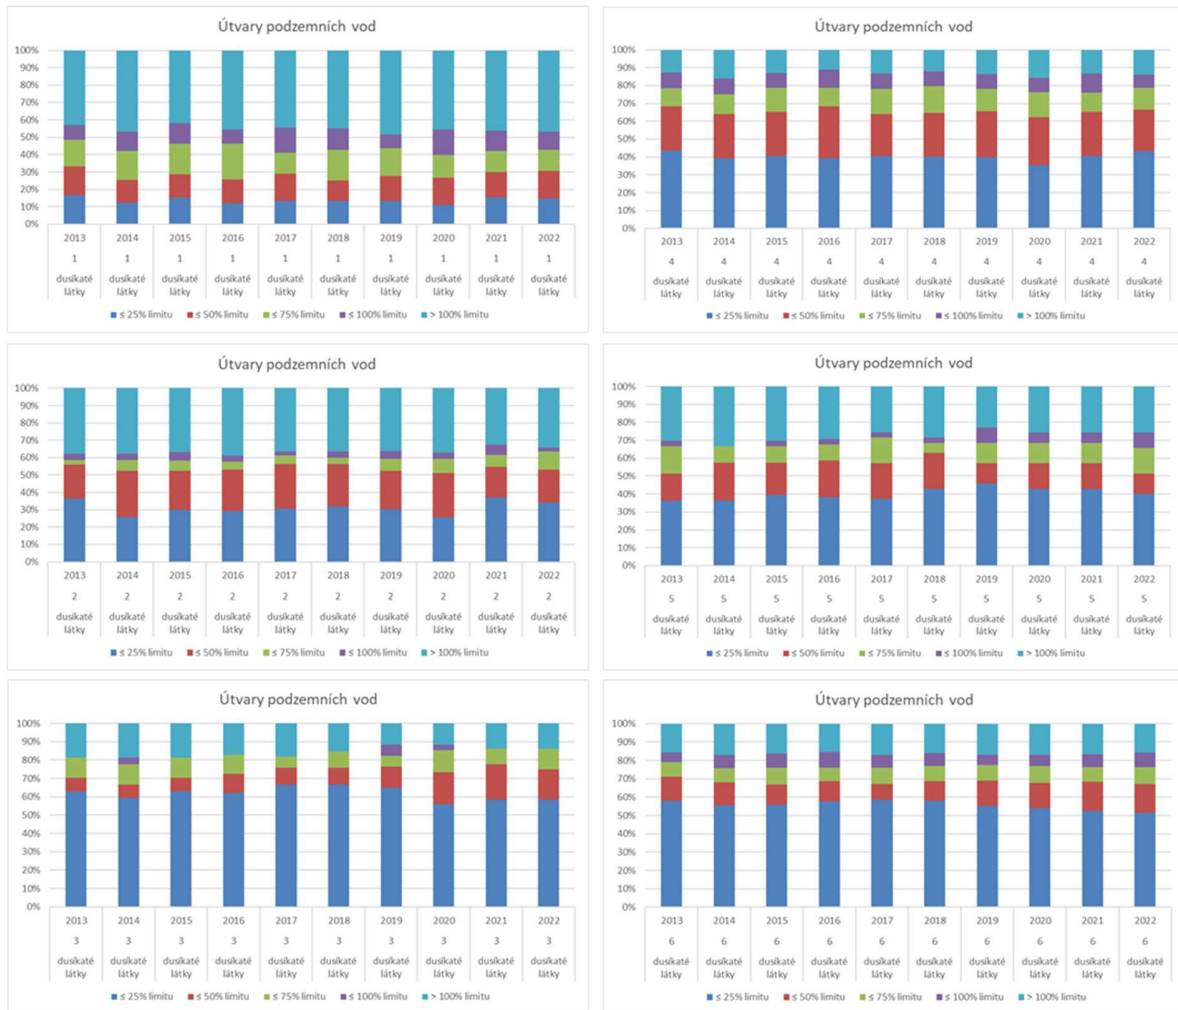 Útvary podzemních vod
100%
90%
80%
70%
60%
50%
40%
30%
20%
10%
0%
2013 2014 2015 2016 2017 2018 2019 2020 2021 2022
1 1 1 1 1 1 1 1 1 1
dusíkaté dusíkaté dusíkaté dusíkaté dusíkaté dusíkaté dusíkaté dusíkaté dusíkaté dusíkaté
látky látky látky látky látky látky látky látky látky látky
≤ 25% limitu ≤ 50% limitu ≤ 75% limitu ≤ 100% limitu > 100% limitu
Útvary podzemních vod
100%
90%
80%
70%
60%
50%
40%
30%
20%
10%
0%
2013 2014 2015 2016 2017 2018 2019 2020 2021 2022
4 4 4 4 4 4 4 4 4 4
dusíkaté dusíkaté dusíkaté dusíkaté dusíkaté dusíkaté dusíkaté dusíkaté dusíkaté dusíkaté
látky látky látky látky látky látky látky látky látky látky
≤ 25% limitu ≤ 50% limitu ≤ 75% limitu ≤ 100% limitu > 100% limitu
Útvary podzemních vod
100%
90%
80%
70%
60%
50%
40%
30%
20%
10%
0%
2013 2014 2015 2016 2017 2018 2019 2020 2021 2022
2 2 2 2 2 2 2 2 2 2
dusíkaté dusíkaté dusíkaté dusíkaté dusíkaté dusíkaté dusíkaté dusíkaté dusíkaté dusíkaté
látky látky látky látky látky látky látky látky látky látky
≤ 25% limitu ≤ 50% limitu ≤ 75% limitu ≤ 100% limitu > 100% limitu
Útvary podzemních vod
100%
90%
80%
70%
60%
50%
40%
30%
20%
10%
0%
2013 2014 2015 2016 2017 2018 2019 2020 2021 2022
5 5 5 5 5 5 5 5 5 5
dusíkaté dusíkaté dusíkaté dusíkaté dusíkaté dusíkaté dusíkaté dusíkaté dusíkaté dusíkaté
látky látky látky látky látky látky látky látky látky látky
≤ 25% limitu ≤ 50% limitu ≤ 75% limitu ≤ 100% limitu > 100% limitu
Útvary podzemních vod
100%
90%
80%
70%
60%
50%
40%
30%
20%
10%
0%
2013 2014 2015 2016 2017 2018 2019 2020 2021 2022
3 3 3 3 3 3 3 3 3 3
dusíkaté dusíkaté dusíkaté dusíkaté dusíkaté dusíkaté dusíkaté dusíkaté dusíkaté dusíkaté
látky látky látky látky látky látky látky látky látky látky
≤ 25% limitu ≤ 50% limitu ≤ 75% limitu ≤ 100% limitu > 100% limitu
Útvary podzemních vod
100%
90%
80%
70%
60%
50%
40%
30%
20%
10%
0%
2013 2014 2015 2016 2017 2018 2019 2020 2021 2022
6 6 6 6 6 6 6 6 6 6
dusíkaté dusíkaté dusíkaté dusíkaté dusíkaté dusíkaté dusíkaté dusíkaté dusíkaté dusíkaté
látky látky látky látky látky látky látky látky látky látky
≤ 25% limitu ≤ 50% limitu ≤ 75% limitu ≤ 100% limitu > 100% limitu